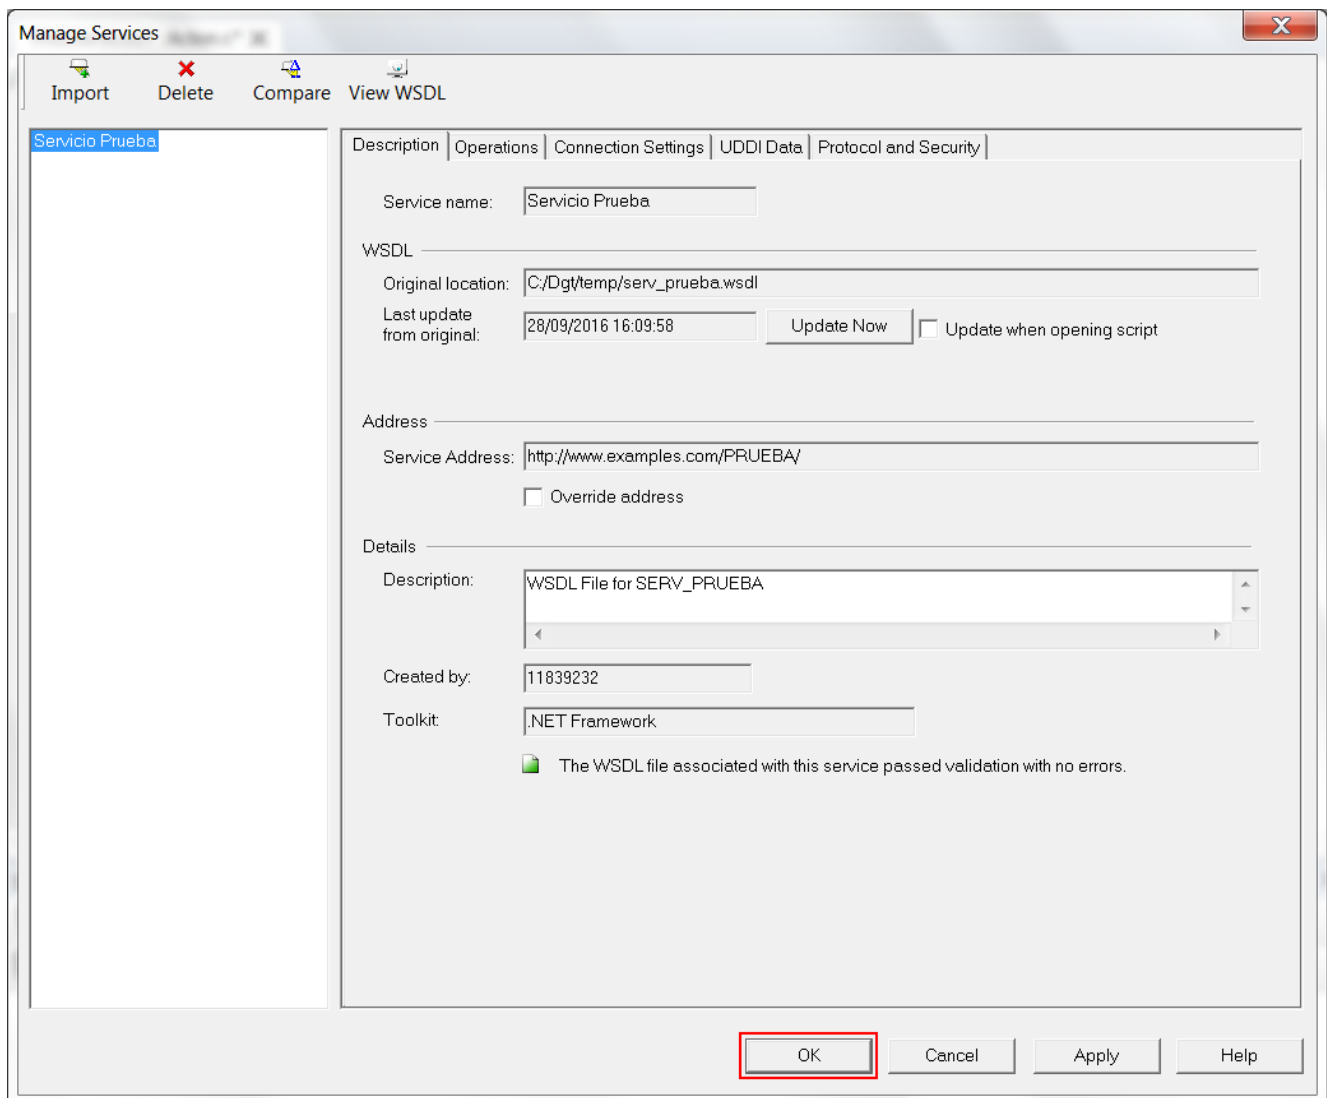 Manage Services
Import Delete Compare View WSDL
Servicio Prueba
Description Operations Connection Settings UDDI Data Protocol and Security
Service name: Servicio Prueba
WSDL
Original location: C:/Dgt/temp/serv_prueba.wsdl
Last update
from original: 28/09/2016 16:09:58 Update Now Update when opening script
Address
Service Address: http://www.examples.com/PRUEBA/
Override address
Details
Description: WSDL File for SERV_PRUEBA
Created by: 11839232
Toolkit: .NET Framework
The WSDL file associated with this service passed validation with no errors.
OK Cancel Apply Help